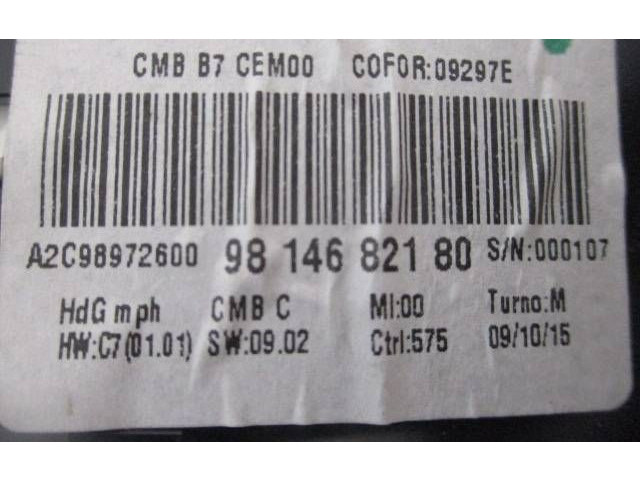 CMB B7 CEM00 COFOR:09297E
A2C98972600 98 146 821 80 S/N:000107
HdG mph CMB C MI:00 Turno:M
HW:C7(01.01) SW:09.02 Ctrl:575 09/10/15